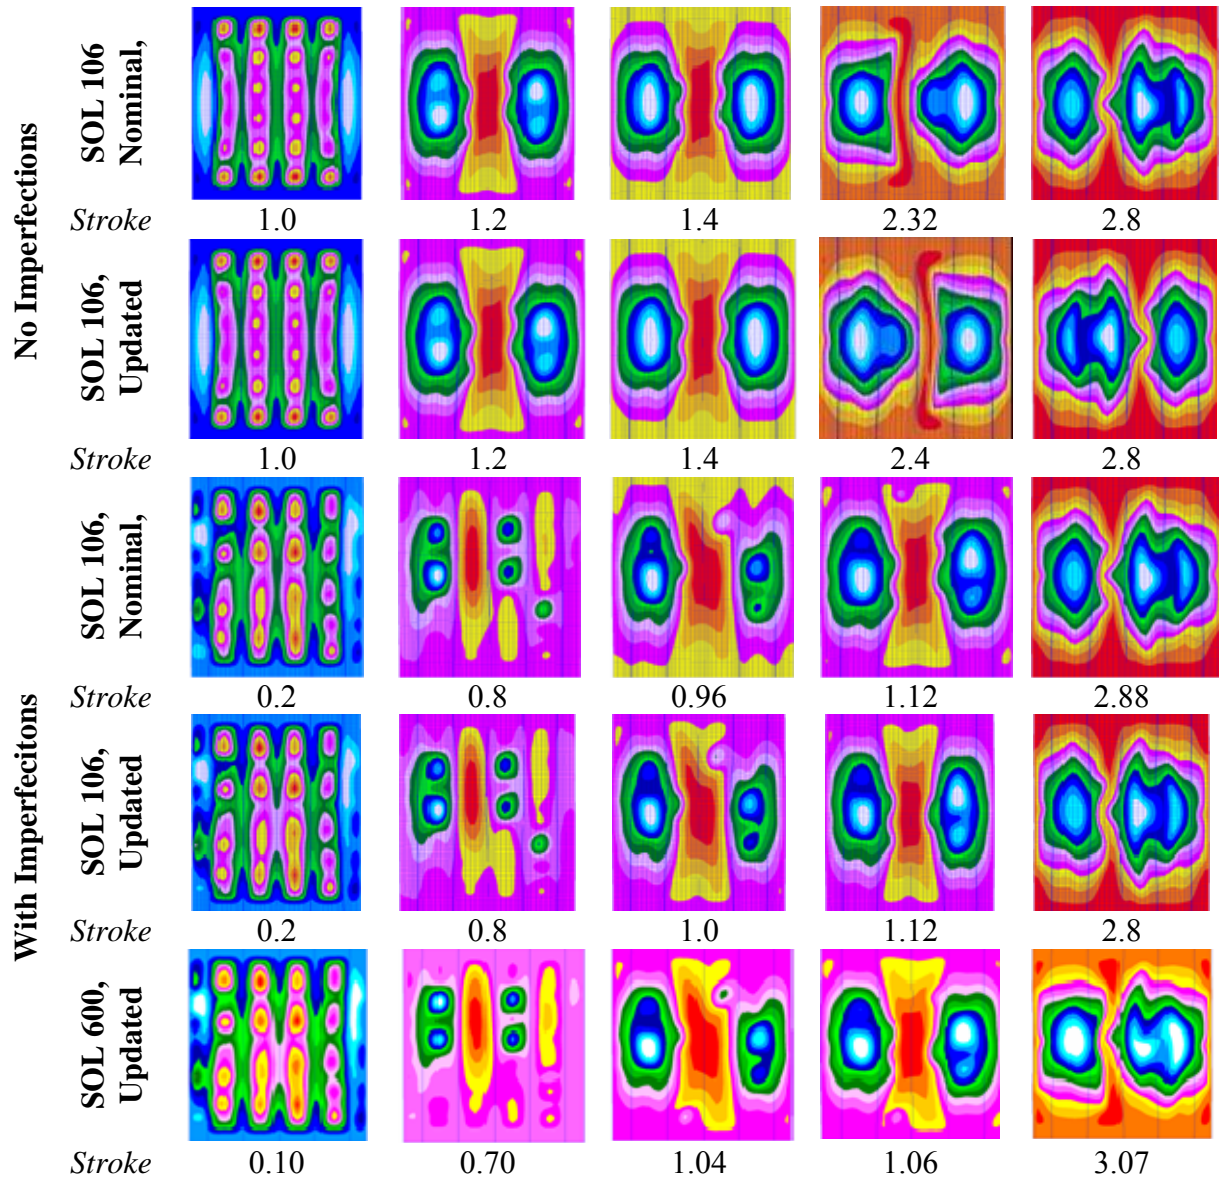 No Imperfections
SOL 106
Nominal,
Stroke 1.0 1.2 1.4 2.32 2.8
SOL 106,
Updated
Stroke 1.0 1.2 1.4 2.4 2.8
With Imperfecitons
SOL 106,
Nominal,
Stroke 0.2 0.8 0.96 1.12 2.88
SOL 106,
Updated
Stroke 0.2 0.8 1.0 1.12 2.8
SOL 600,
Updated
Stroke 0.10 0.70 1.04 1.06 3.07